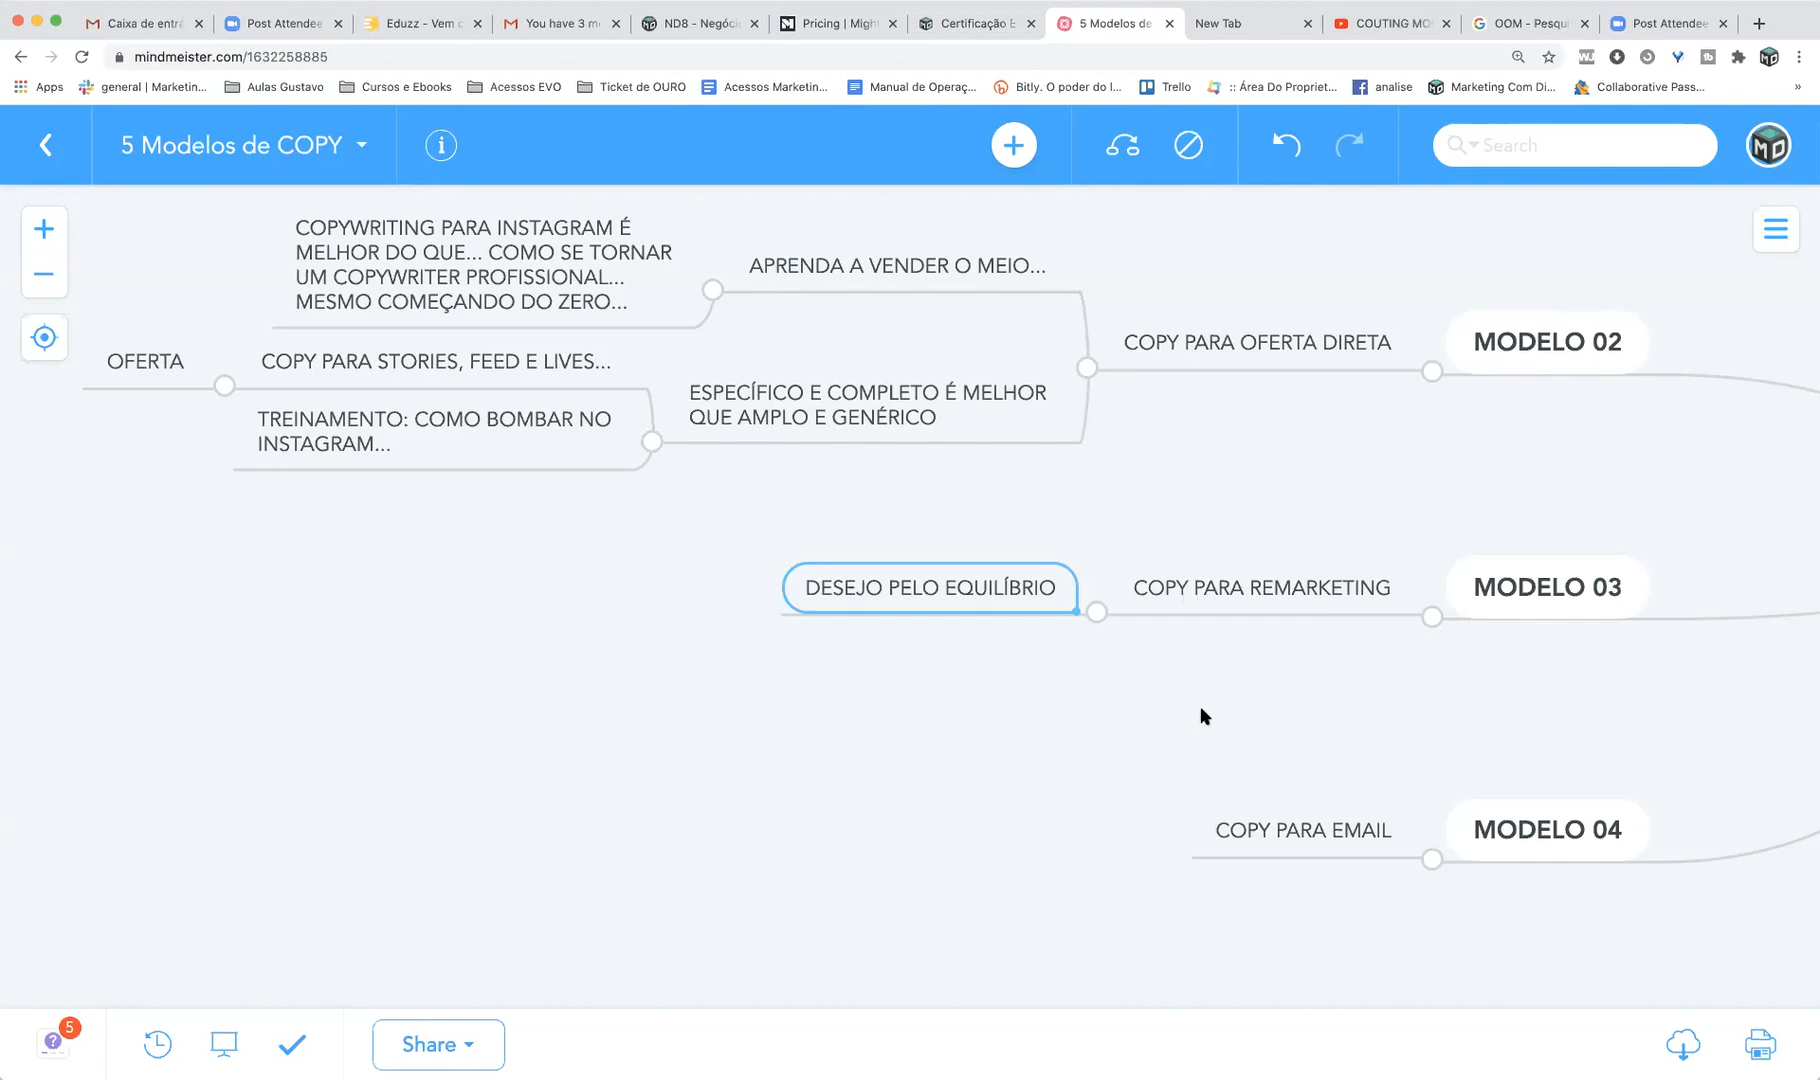 Caixa de entra
Post Attendee
Eduzz - Vem c
You have 3 m
ND8 - Negóci
Pricing | Migh
Certificação E
5 Modelos de
New Tab
COUTING MO
OOM - Pesqui
Post Attendee
mindmeister.com/1632258885
Apps
general | Marketin...
Aulas Gustavo
Cursos e Ebooks
Acessos EVO
Ticket de OURO
Acessos Marketin...
Manual de Operaç...
Bitly. O poder do l...
Trello
:: Área Do Propriet...
analise
Marketing Com Di...
Collaborative Pass...
»
5 Modelos de COPY
i
Search
MD
COPYWRITING PARA INSTAGRAM É
MELHOR DO QUE... COMO SE TORNAR
UM COPYWRITER PROFISSIONAL...
MESMO COMEÇANDO DO ZERO...
APRENDA A VENDER O MEIO...
COPY PARA OFERTA DIRETA
MODELO 02
OFERTA
COPY PARA STORIES, FEED E LIVES...
ESPECÍFICO E COMPLETO É MELHOR
QUE AMPLO E GENÉRICO
TREINAMENTO: COMO BOMBAR NO
INSTAGRAM...
DESEJO PELO EQUILÍBRIO
COPY PARA REMARKETING
MODELO 03
COPY PARA EMAIL
MODELO 04
5
?
Share